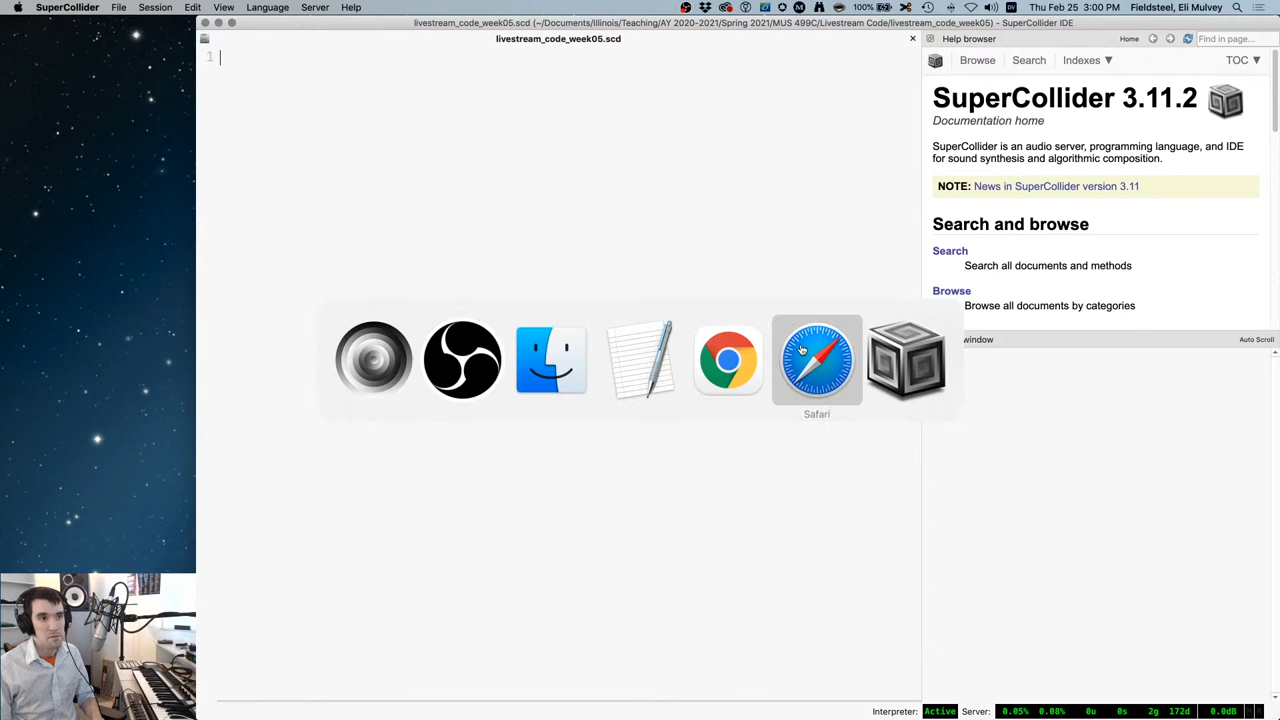 SuperCollider File Session Edit View Language Server Help 100% Thu Feb 25 3:00 PM Fieldsteel, Eli Mulvey
livestream_code_week05.scd (~/Documents/Illinois/Teaching/AY 2020-2021/Spring 2021/MUS 499C/Livestream Code/livestream_code_week05) - SuperCollider IDE
livestream_code_week05.scd
Help browser Home Find in page...
1
Browse Search Indexes ▼ TOC ▼
SuperCollider 3.11.2
Documentation home
SuperCollider is an audio server, programming language, and IDE
for sound synthesis and algorithmic composition.
NOTE: News in SuperCollider version 3.11
Search and browse
Search
Search all documents and methods
Browse
Browse all documents by categories
window Auto Scroll
Safari
Interpreter: Active Server: 0.05% 0.08% 0u 0s 2g 172d 0.0dB